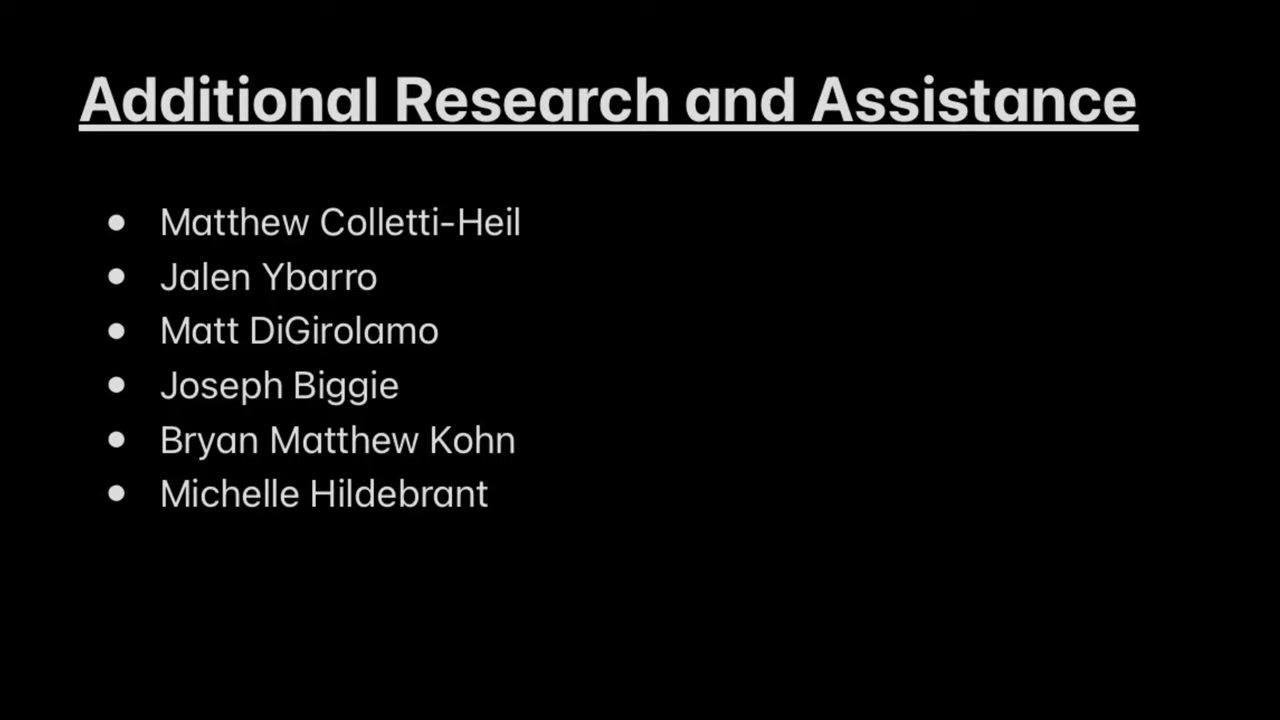 Additional Research and Assistance
• Matthew Colletti-Heil
• Jalen Ybarro
• Matt DiGirolamo
• Joseph Biggie
• Bryan Matthew Kohn
• Michelle Hildebrant